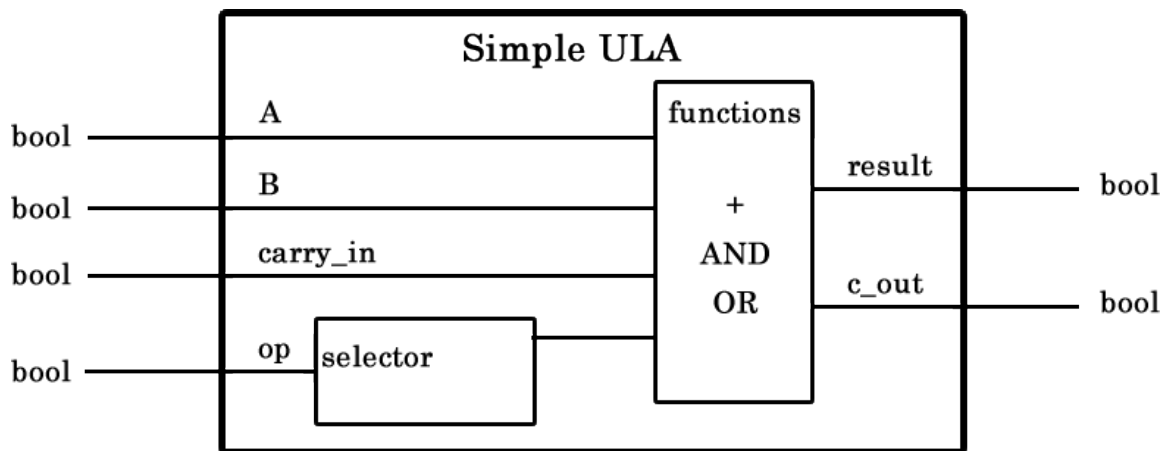 Simple ULA
A
functions
bool
result
B
bool
bool
+
carry_in
AND
bool
c_out
OR
bool
op
selector
bool